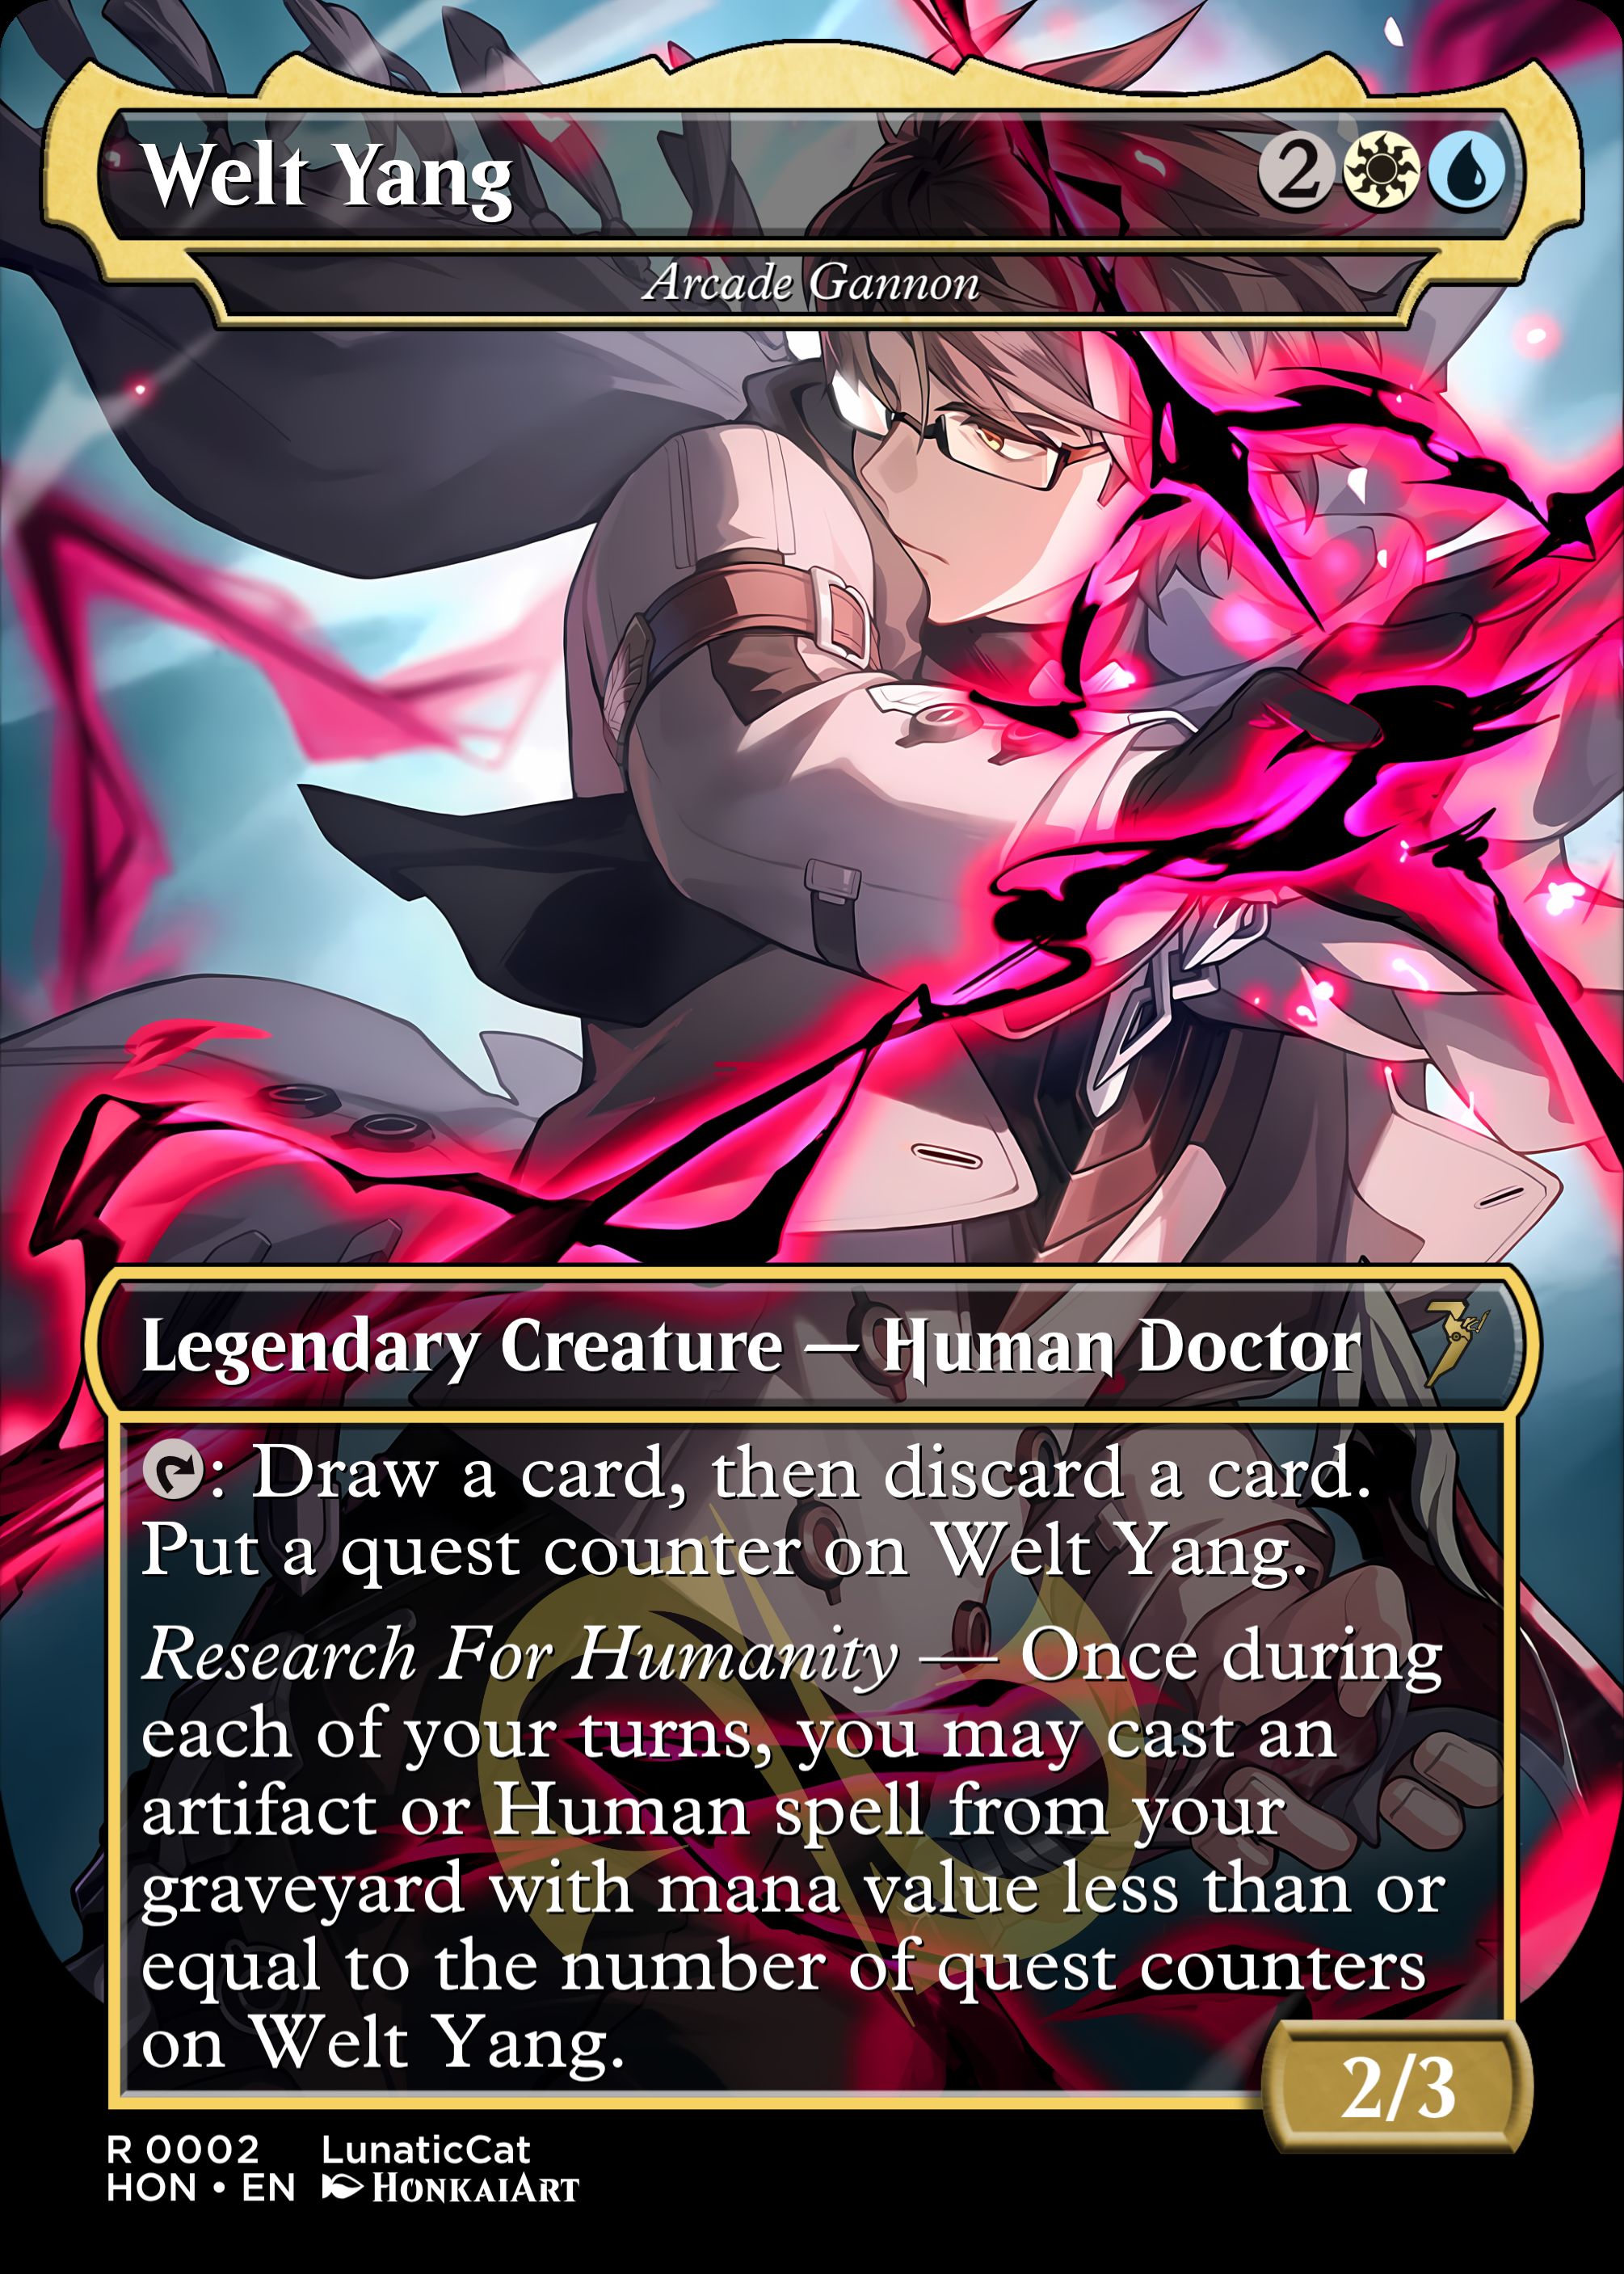 Welt Yang 2
Arcade Gannon
Legendary Creature — Human Doctor
: Draw a card, then discard a card.
Put a quest counter on Welt Yang.
Research For Humanity — Once during
each of your turns, you may cast an
artifact or Human spell from your
graveyard with mana value less than or
equal to the number of quest counters
on Welt Yang.
2/3
R 0002 LunaticCat
HON • EN HONKAIART